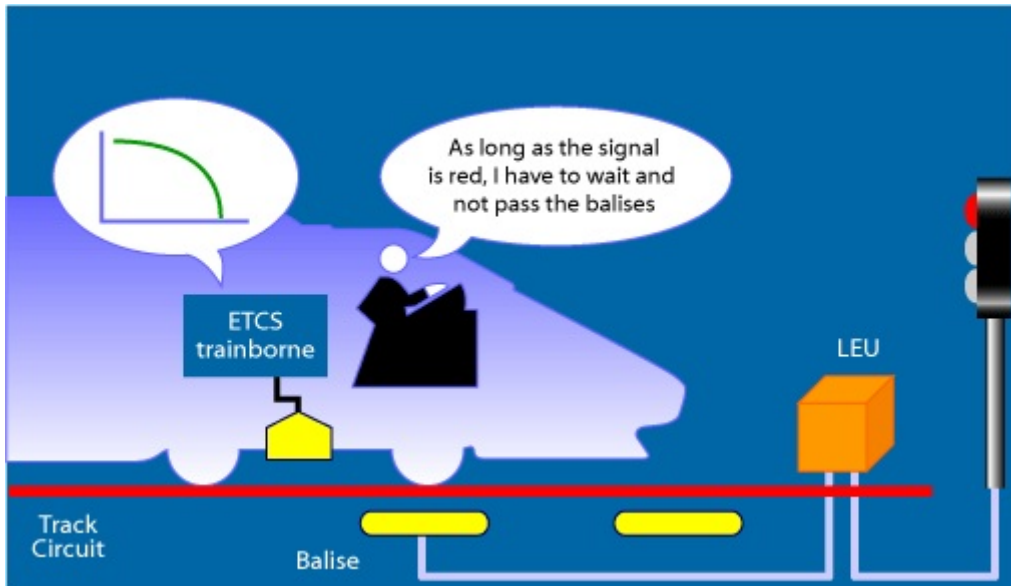 As long as the signal
is red, I have to wait and
not pass the balises
ETCS
trainborne
LEU
Track
Circuit
Balise